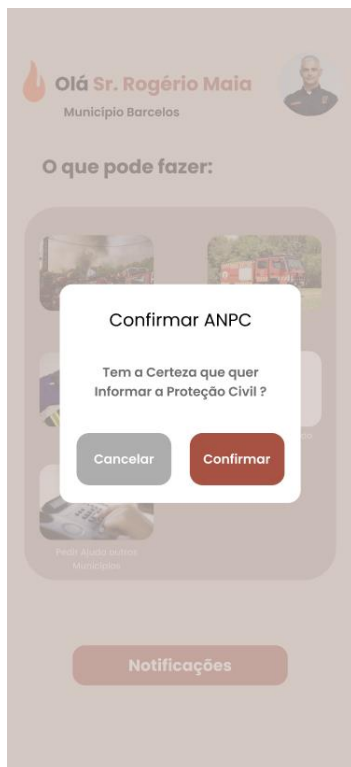 Olá Sr. Rogério Maia
Município Barcelos
O que pode fazer:
Confirmar ANPC
Tem a Certeza que quer
Informar a Proteção Civil ?
Cancelar
Confirmar
Pedir Ajuda outros
Municípios
Notificações